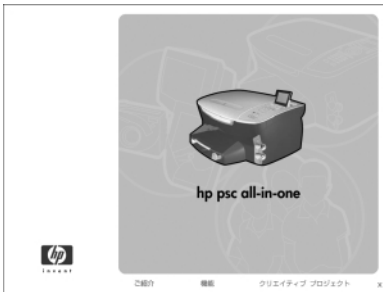 hp psc all-in-one
hp
invent
ご紹介 機能 クリエイティブ プロジェクト x